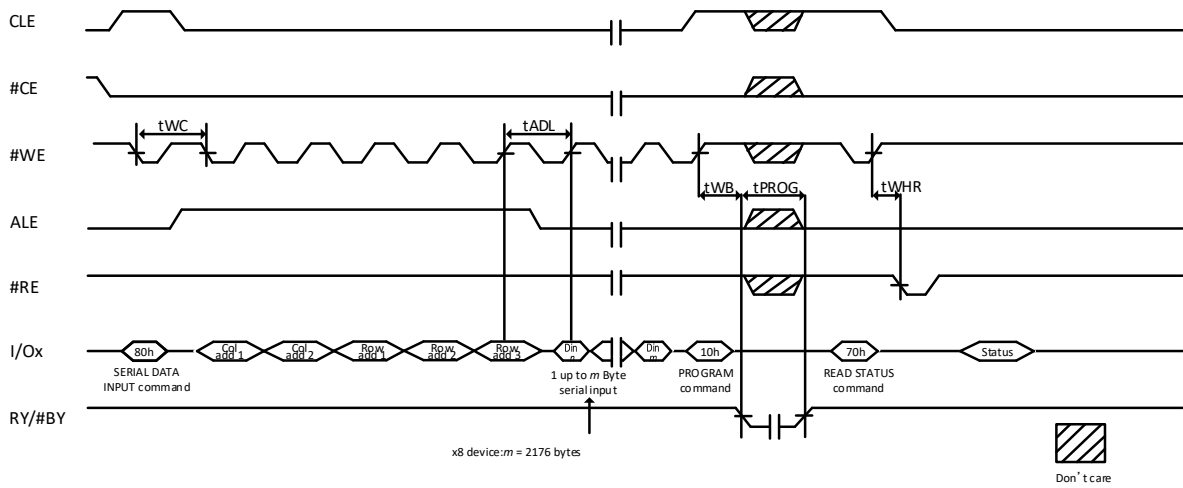 CLE
#CE
tWC
tADL
#WE
tWB
tPROG
tWHR
ALE
#RE
I/Ox
80h
Col
add 1
Col
add 2
Row
add 1
Row
add 2
Row
add 3
Din
n
Din
m
10h
70h
Status
SERIAL DATA
INPUT command
1 up to m Byte
serial input
PROGRAM
command
READ STATUS
command
RY/#BY
x8 device:m = 2176 bytes
Don't care